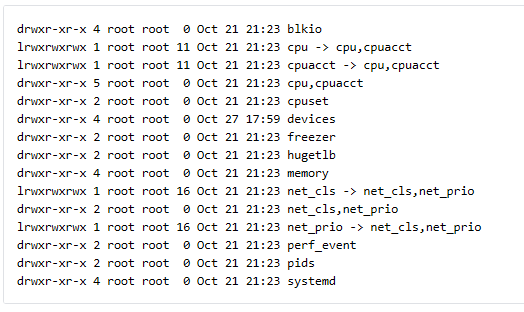 drwxr-xr-x 4 root root  0 Oct 21 21:23 blkio
lrwxrwxrwx 1 root root 11 Oct 21 21:23 cpu -> cpu,cpuacct
lrwxrwxrwx 1 root root 11 Oct 21 21:23 cpuacct -> cpu,cpuacct
drwxr-xr-x 5 root root  0 Oct 21 21:23 cpu,cpuacct
drwxr-xr-x 2 root root  0 Oct 21 21:23 cpuset
drwxr-xr-x 4 root root  0 Oct 27 17:59 devices
drwxr-xr-x 2 root root  0 Oct 21 21:23 freezer
drwxr-xr-x 2 root root  0 Oct 21 21:23 hugetlb
drwxr-xr-x 4 root root  0 Oct 21 21:23 memory
lrwxrwxrwx 1 root root 16 Oct 21 21:23 net_cls -> net_cls,net_prio
drwxr-xr-x 2 root root  0 Oct 21 21:23 net_cls,net_prio
lrwxrwxrwx 1 root root 16 Oct 21 21:23 net_prio -> net_cls,net_prio
drwxr-xr-x 2 root root  0 Oct 21 21:23 perf_event
drwxr-xr-x 2 root root  0 Oct 21 21:23 pids
drwxr-xr-x 4 root root  0 Oct 21 21:23 systemd